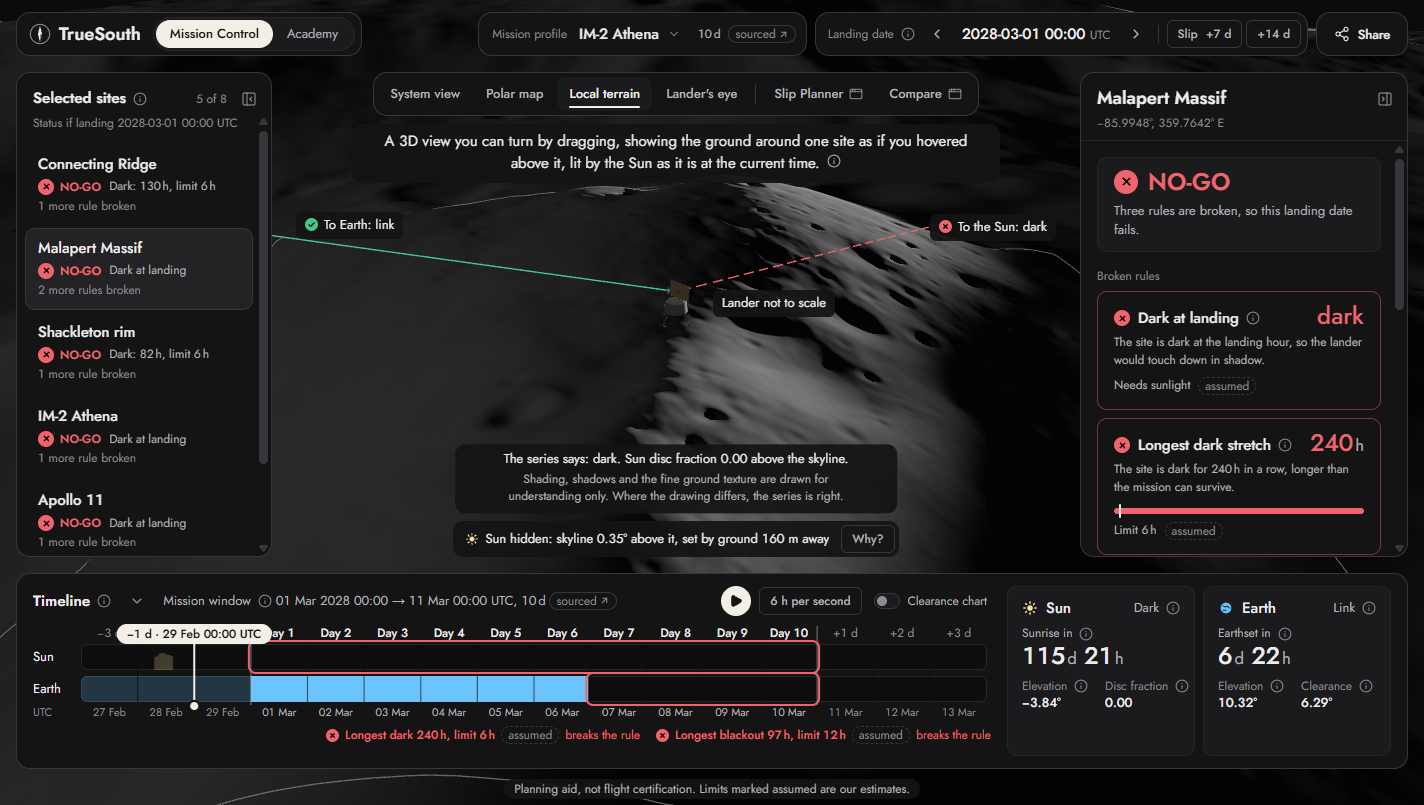 TrueSouth
Mission Control
Academy
Mission profile IM-2 Athena 10 d sourced ↗
Landing date 2028-03-01 00:00 UTC
Slip +7 d +14 d
Share
Selected sites 5 of 8
Status if landing 2028-03-01 00:00 UTC
Connecting Ridge
NO-GO Dark: 130 h, limit 6 h
1 more rule broken
Malapert Massif
NO-GO Dark at landing
2 more rules broken
Shackleton rim
NO-GO Dark: 82 h, limit 6 h
1 more rule broken
IM-2 Athena
NO-GO Dark at landing
1 more rule broken
Apollo 11
NO-GO Dark at landing
1 more rule broken
System view Polar map Local terrain Lander's eye Slip Planner Compare
A 3D view you can turn by dragging, showing the ground around one site as if you hovered
above it, lit by the Sun as it is at the current time.
To Earth: link
To the Sun: dark
Lander not to scale
The series says: dark. Sun disc fraction 0.00 above the skyline.
Shading, shadows and the fine ground texture are drawn for
understanding only. Where the drawing differs, the series is right.
Sun hidden: skyline 0.35° above it, set by ground 160 m away Why?
Malapert Massif
−85.9948°, 359.7642° E
NO-GO
Three rules are broken, so this landing date
fails.
Broken rules
Dark at landing dark
The site is dark at the landing hour, so the lander
would touch down in shadow.
Needs sunlight assumed
Longest dark stretch 240 h
The site is dark for 240 h in a row, longer than
the mission can survive.
Limit 6 h assumed
Timeline
Mission window 01 Mar 2028 00:00 → 11 Mar 00:00 UTC, 10 d sourced ↗
6 h per second
Clearance chart
−1 d · 29 Feb 00:00 UTC
Day 2 Day 3 Day 4 Day 5 Day 6 Day 7 Day 8 Day 9 Day 10 +1 d +2 d +3 d
Sun
Earth
UTC 27 Feb 28 Feb 29 Feb 01 Mar 02 Mar 03 Mar 04 Mar 05 Mar 06 Mar 07 Mar 08 Mar 09 Mar 10 Mar 11 Mar 12 Mar 13 Mar
Longest dark 240 h, limit 6 h assumed breaks the rule
Longest blackout 97 h, limit 12 h assumed breaks the rule
Sun Dark
Sunrise in
115 d 21 h
Elevation Disc fraction
−3.84° 0.00
Earth Link
Earthset in
6 d 22 h
Elevation Clearance
10.32° 6.29°
Planning aid, not flight certification. Limits marked assumed are our estimates.